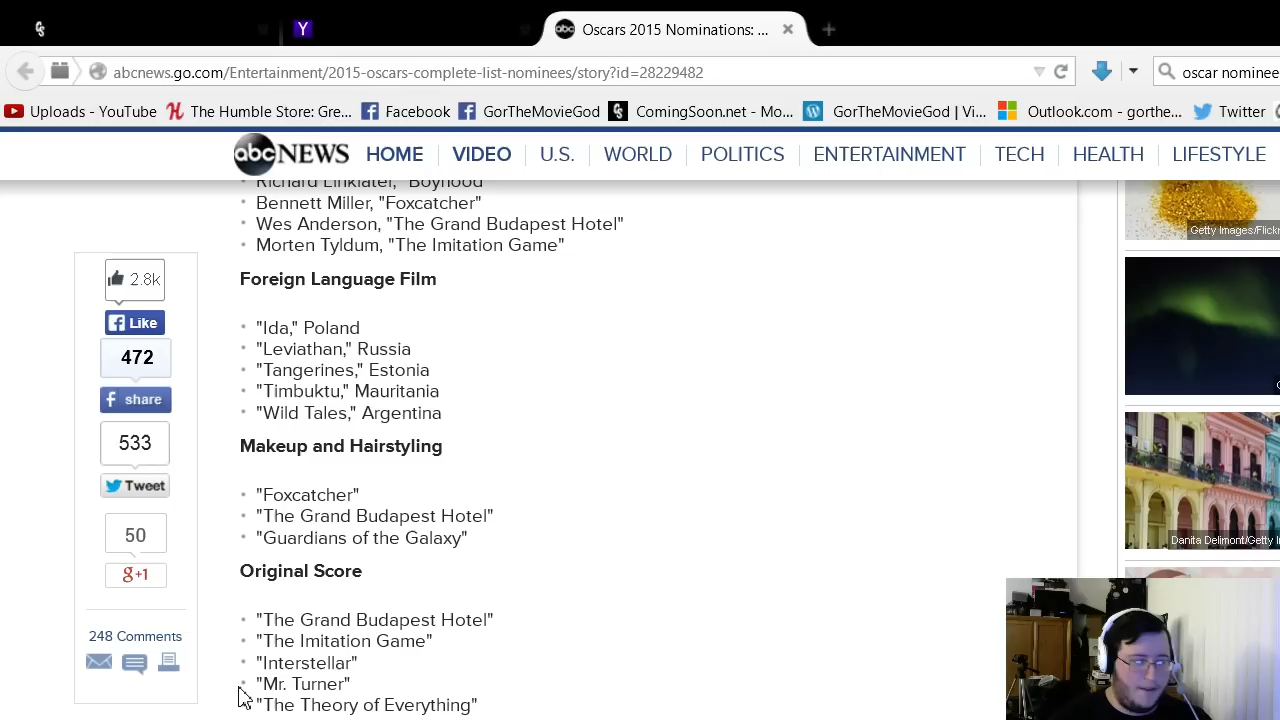 Oscars 2015 Nominations: ...
abcnews.go.com/Entertainment/2015-oscars-complete-list-nominees/story?id=28229482
oscar nominee
Uploads - YouTube
The Humble Store: Gre...
Facebook
GorTheMovieGod
ComingSoon.net - Mo...
GorTheMovieGod | Vi...
Outlook.com - gorthe...
Twitter
abc NEWS
HOME
VIDEO
U.S.
WORLD
POLITICS
ENTERTAINMENT
TECH
HEALTH
LIFESTYLE
Richard Linklater, "Boyhood"
Bennett Miller, "Foxcatcher"
Wes Anderson, "The Grand Budapest Hotel"
Morten Tyldum, "The Imitation Game"
Foreign Language Film
"Ida," Poland
"Leviathan," Russia
"Tangerines," Estonia
"Timbuktu," Mauritania
"Wild Tales," Argentina
Makeup and Hairstyling
"Foxcatcher"
"The Grand Budapest Hotel"
"Guardians of the Galaxy"
Original Score
"The Grand Budapest Hotel"
"The Imitation Game"
"Interstellar"
"Mr. Turner"
"The Theory of Everything"
2.8k
Like
472
share
533
Tweet
50
g+1
248 Comments
Getty Images/Flickr
Danita Delimont/Getty I